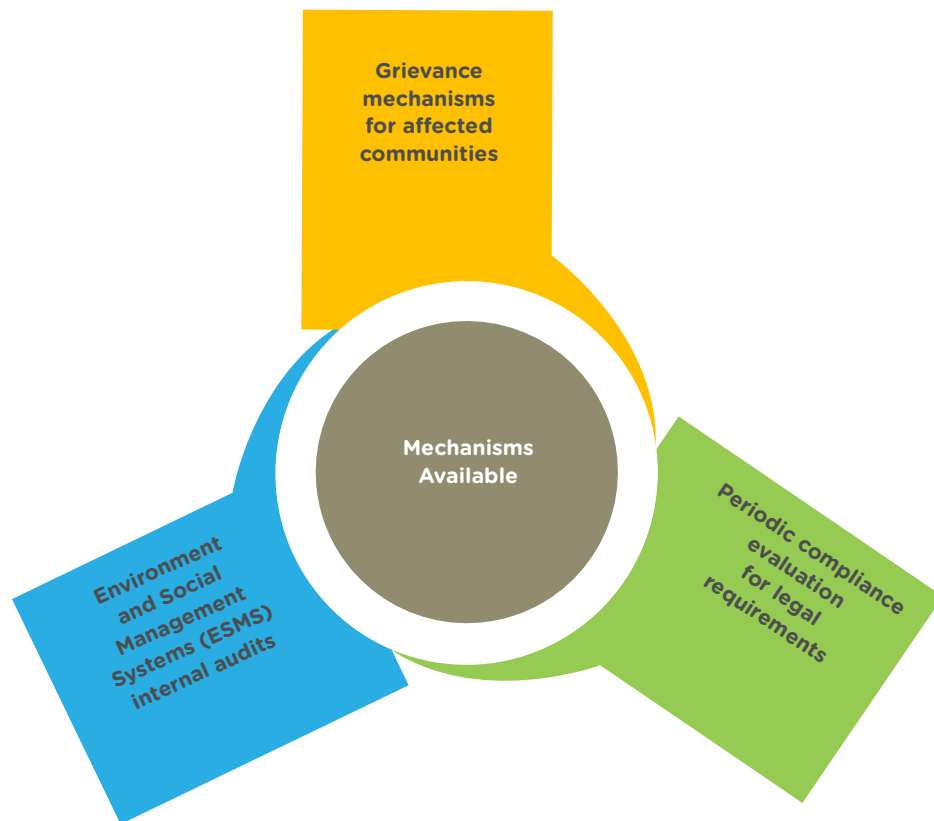 Grievance
mechanisms
for affected
communities
Mechanisms
Available
Periodic compliance
evaluation
for legal
requirements
Environment
and Social
Management
Systems (ESMS)
internal audits